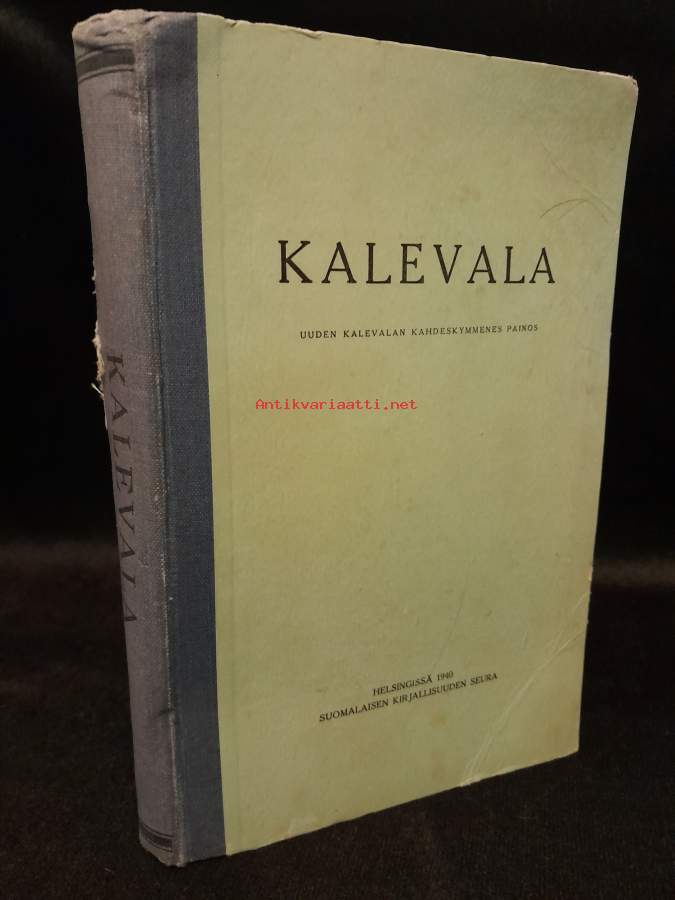 KALEVALA
KALEVALA
UUDEN KALEVALAN KAHDESKYMMENES PAINOS
Antikvariaatti.net
HELSINGISSÄ 1940
SUOMALAISEN KIRJALLISUUDEN SEURA